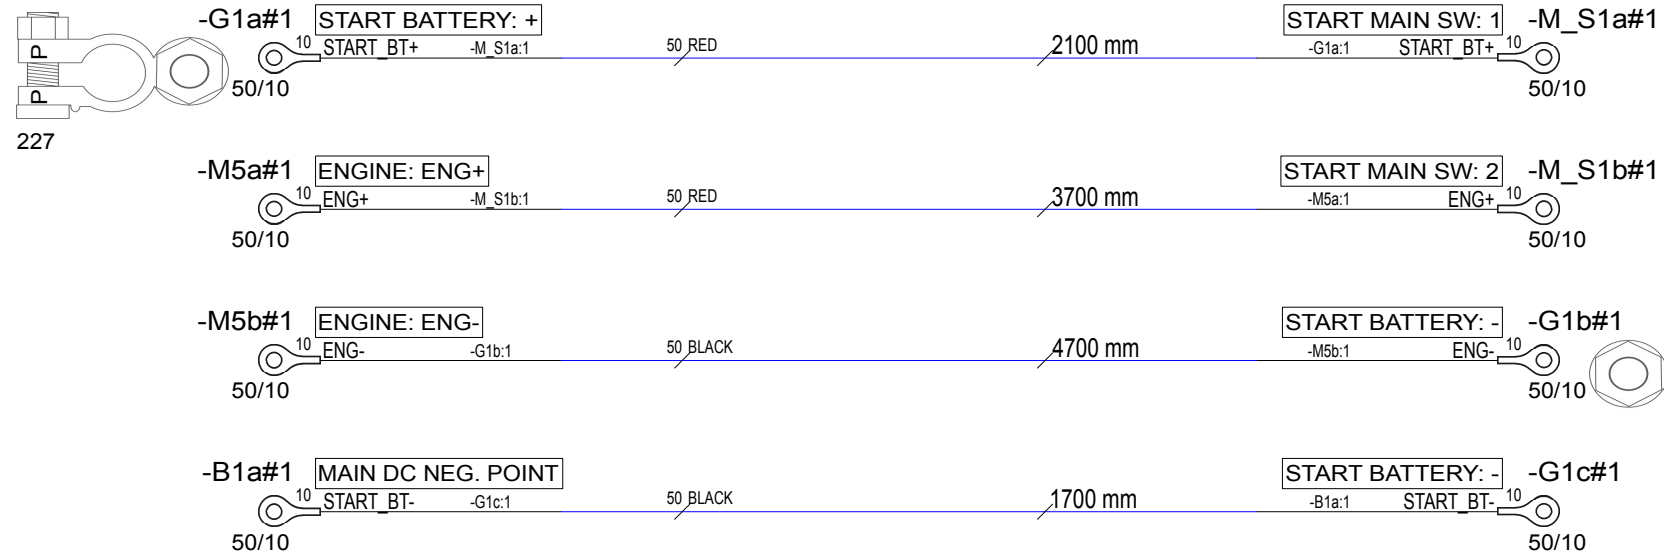 -G1a#1 START BATTERY: + START MAIN SW: 1 -M_S1a#1
10 START_BT+ -M_S1a:1 50 RED 2100 mm -G1a:1 START_BT+ 10
P
P
50/10 50/10
227
-M5a#1 ENGINE: ENG+ START MAIN SW: 2 -M_S1b#1
10 ENG+ -M_S1b:1 50 RED 3700 mm -M5a:1 ENG+ 10
50/10 50/10
-M5b#1 ENGINE: ENG- START BATTERY: - -G1b#1
10 ENG- -G1b:1 50 BLACK 4700 mm -M5b:1 ENG- 10
50/10 50/10
-B1a#1 MAIN DC NEG. POINT START BATTERY: - -G1c#1
10 START_BT- -G1c:1 50 BLACK 1700 mm -B1a:1 START_BT- 10
50/10 50/10